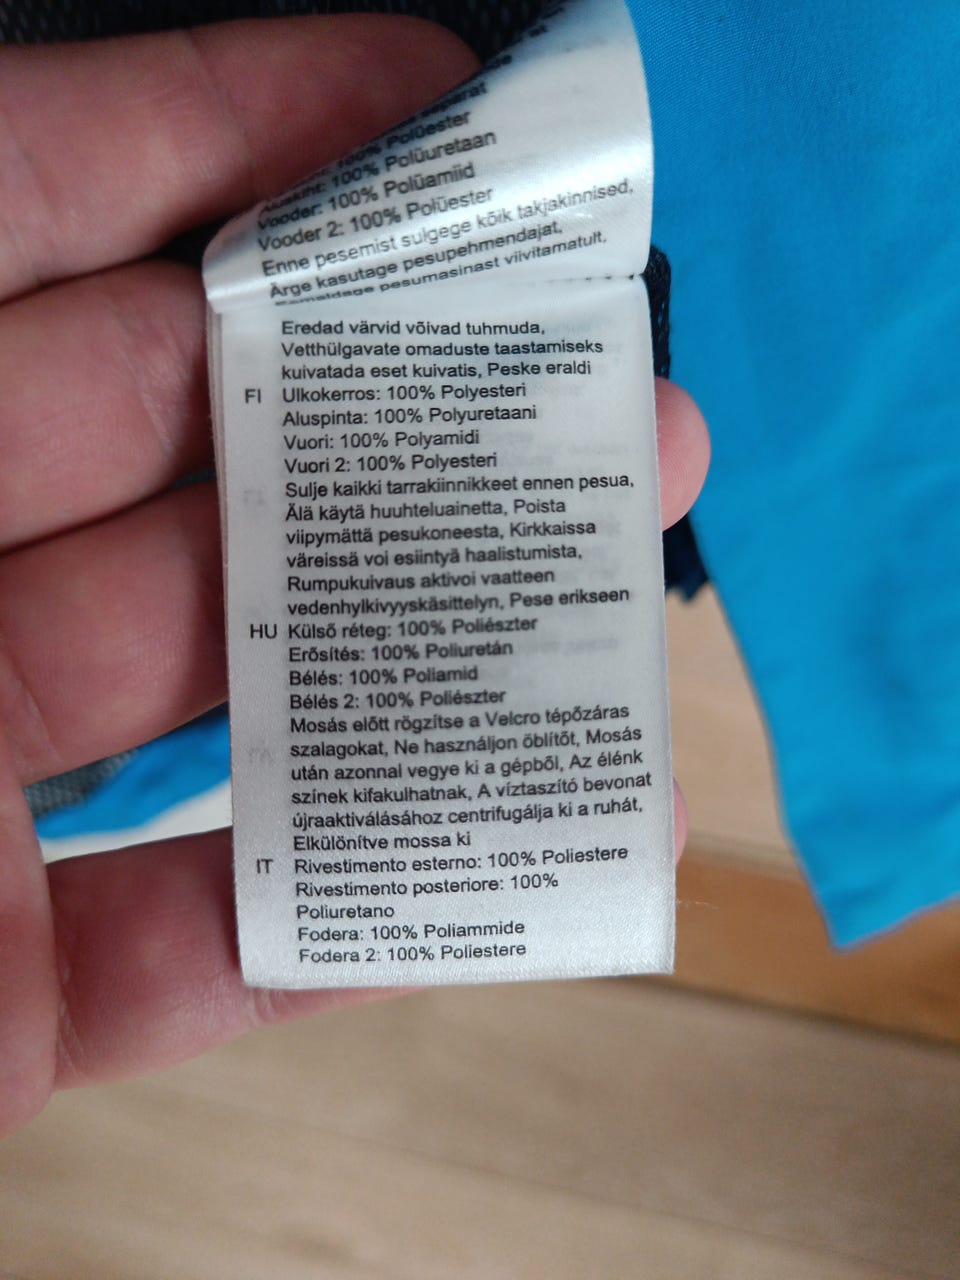 100% Polüester
Aluskiht: 100% Polüuretaan
Vooder: 100% Polüamiid
Vooder 2: 100% Polüester
Enne pesemist sulgege kõik takjakinnised,
Ärge kasutage pesupehmendajat,
Eemaldage pesumasinast viivitamatult,
Eredad värvid võivad tuhmuda,
Vetthülgavate omaduste taastamiseks
kuivatada eset kuivatis, Peske eraldi
FI Ulkokerros: 100% Polyesteri
Aluspinta: 100% Polyuretaani
Vuori: 100% Polyamidi
Vuori 2: 100% Polyesteri
Sulje kaikki tarrakiinnikkeet ennen pesua,
Älä käytä huuhteluainetta, Poista
viipymättä pesukoneesta, Kirkkaissa
väreissä voi esiintyä haalistumista,
Rumpukuivaus aktivoi vaatteen
vedenhylkivyyskäsittelyn, Pese erikseen
HU Külső réteg: 100% Poliészter
Erősítés: 100% Poliuretán
Bélés: 100% Poliamid
Bélés 2: 100% Poliészter
Mosás előtt rögzítse a Velcro tépőzáras
szalagokat, Ne használjon öblítőt, Mosás
után azonnal vegye ki a gépből, Az élénk
színek kifakulhatnak, A víztaszító bevonat
újraaktiválásához centrifugálja ki a ruhát,
Elkülönítve mossa ki
IT Rivestimento esterno: 100% Poliestere
Rivestimento posteriore: 100%
Poliuretano
Fodera: 100% Poliammide
Fodera 2: 100% Poliestere